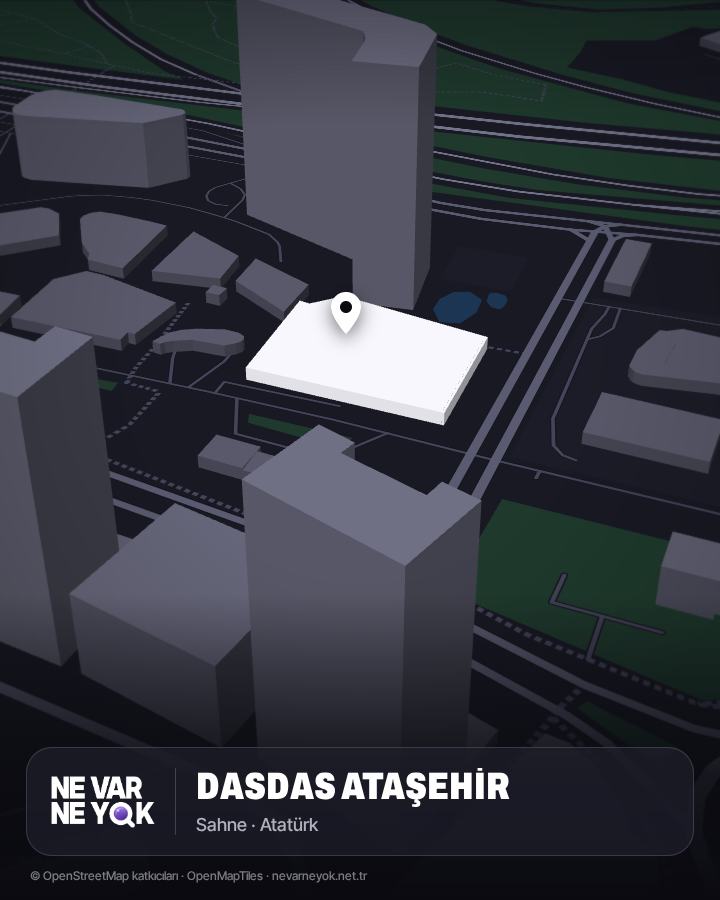 NE VAR
NE YOK
DASDAS ATAŞEHİR
Sahne · Atatürk
© OpenStreetMap katkıcıları · OpenMapTiles · nevarneyok.net.tr